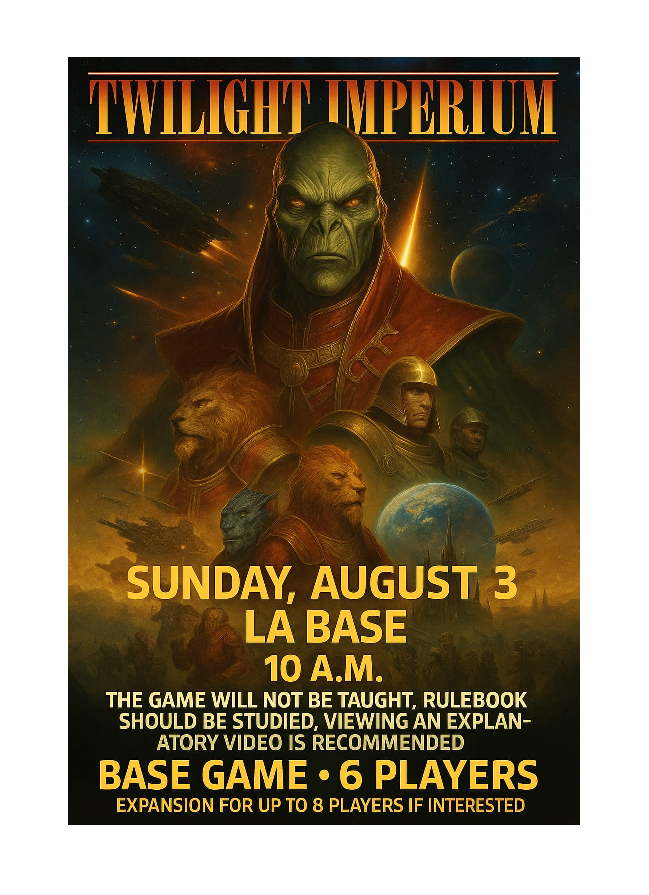 TWILIGHT IMPERIUM
SUNDAY, AUGUST 3
LA BASE
10 A.M.
THE GAME WILL NOT BE TAUGHT, RULEBOOK
SHOULD BE STUDIED, VIEWING AN EXPLAN-
ATORY VIDEO IS RECOMMENDED
BASE GAME • 6 PLAYERS
EXPANSION FOR UP TO 8 PLAYERS IF INTERESTED